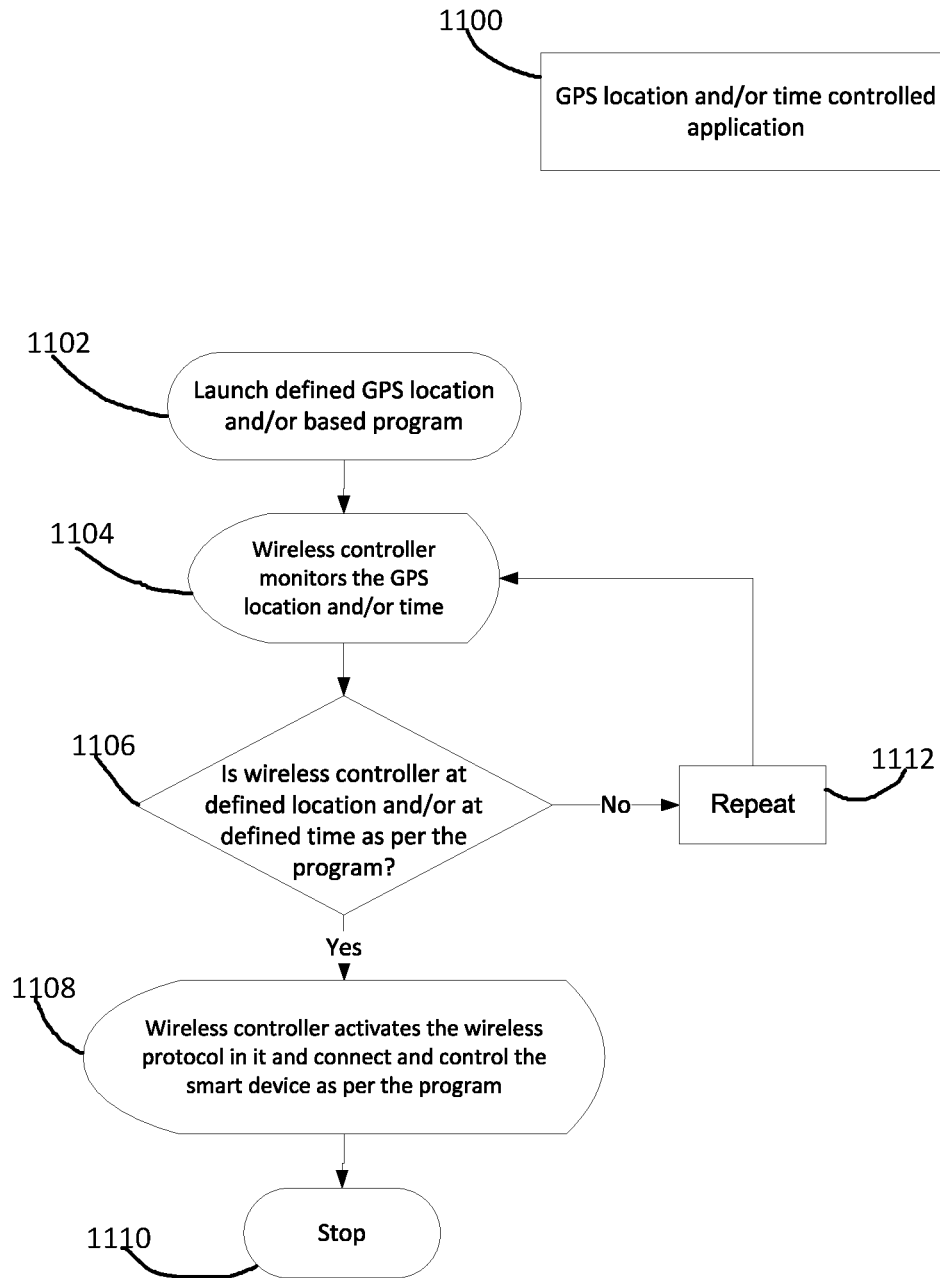 1100
GPS location and/or time controlled
application
1102
Launch defined GPS location
and/or based program
1104
Wireless controller
monitors the GPS
location and/or time
1106
Is wireless controller at
defined location and/or at
defined time as per the
program?
No
Repeat
1112
Yes
1108
Wireless controller activates the wireless
protocol in it and connect and control the
smart device as per the program
Stop
1110